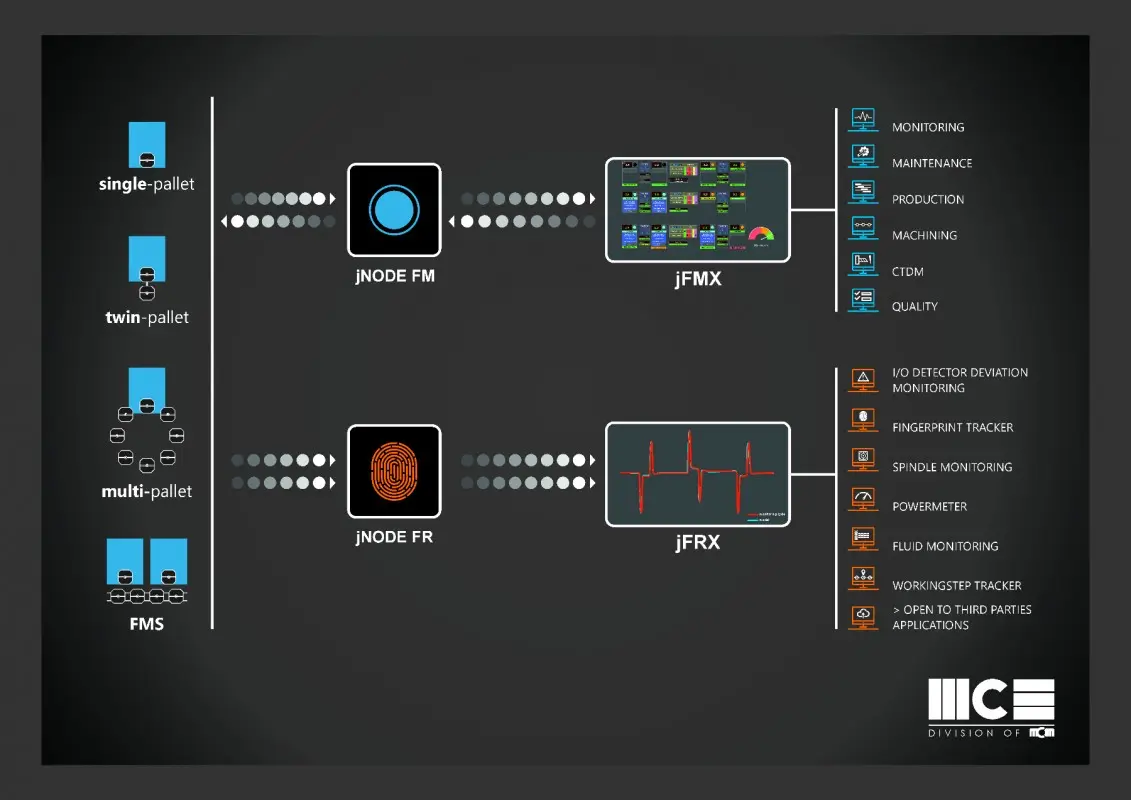 single-pallet
twin-pallet
multi-pallet
FMS
jNODE FM
jFMX
MONITORING
MAINTENANCE
PRODUCTION
MACHINING
CTDM
QUALITY
jNODE FR
jFRX
I/O DETECTOR DEVIATION
MONITORING
FINGERPRINT TRACKER
SPINDLE MONITORING
POWERMETER
FLUID MONITORING
WORKINGSTEP TRACKER
> OPEN TO THIRD PARTIES
APPLICATIONS
MCE
DIVISION OF mCm